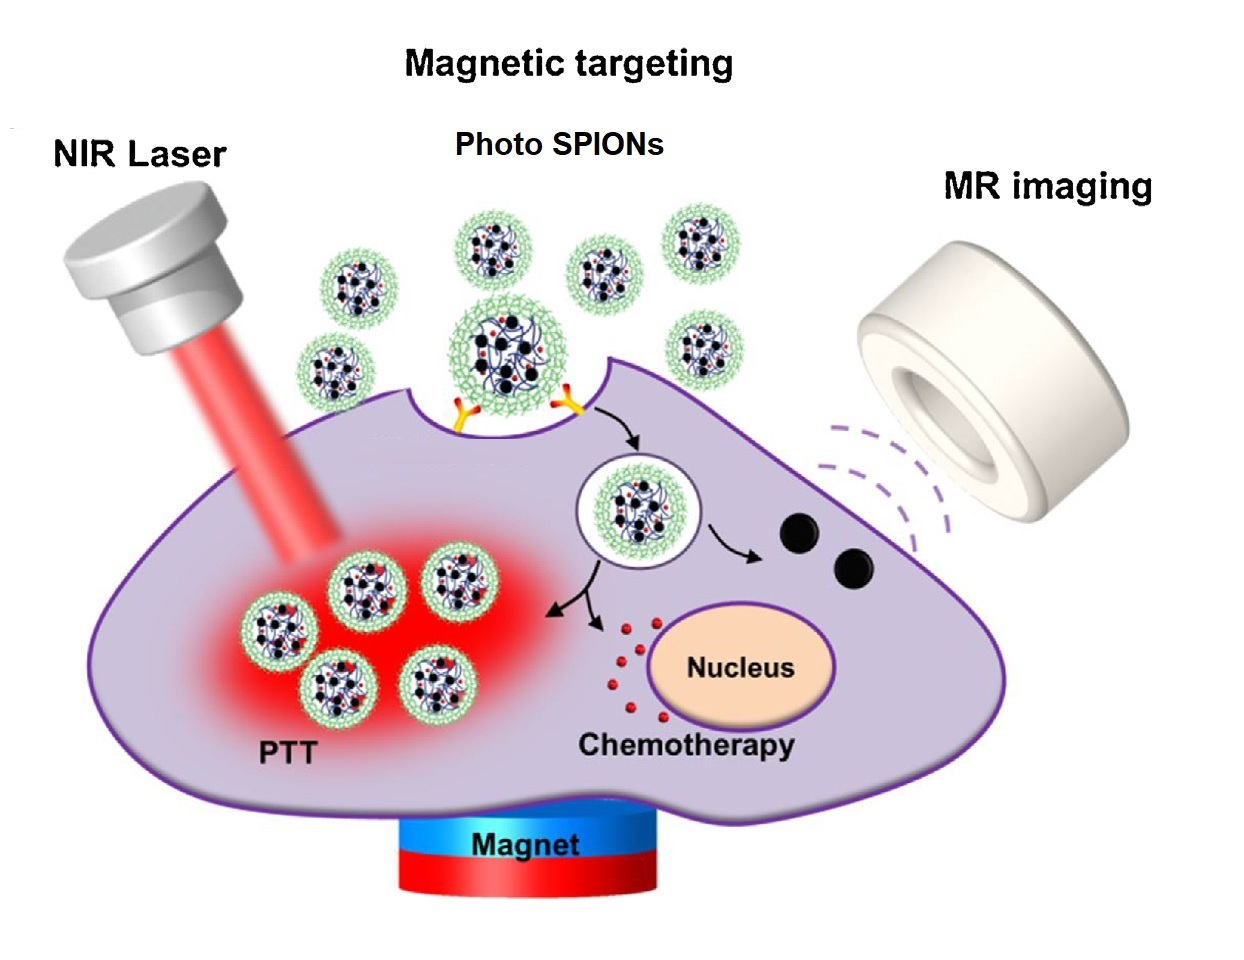 Magnetic targeting
Photo SPIONs
NIR Laser
MR imaging
Nucleus
Chemotherapy
PTT
Magnet